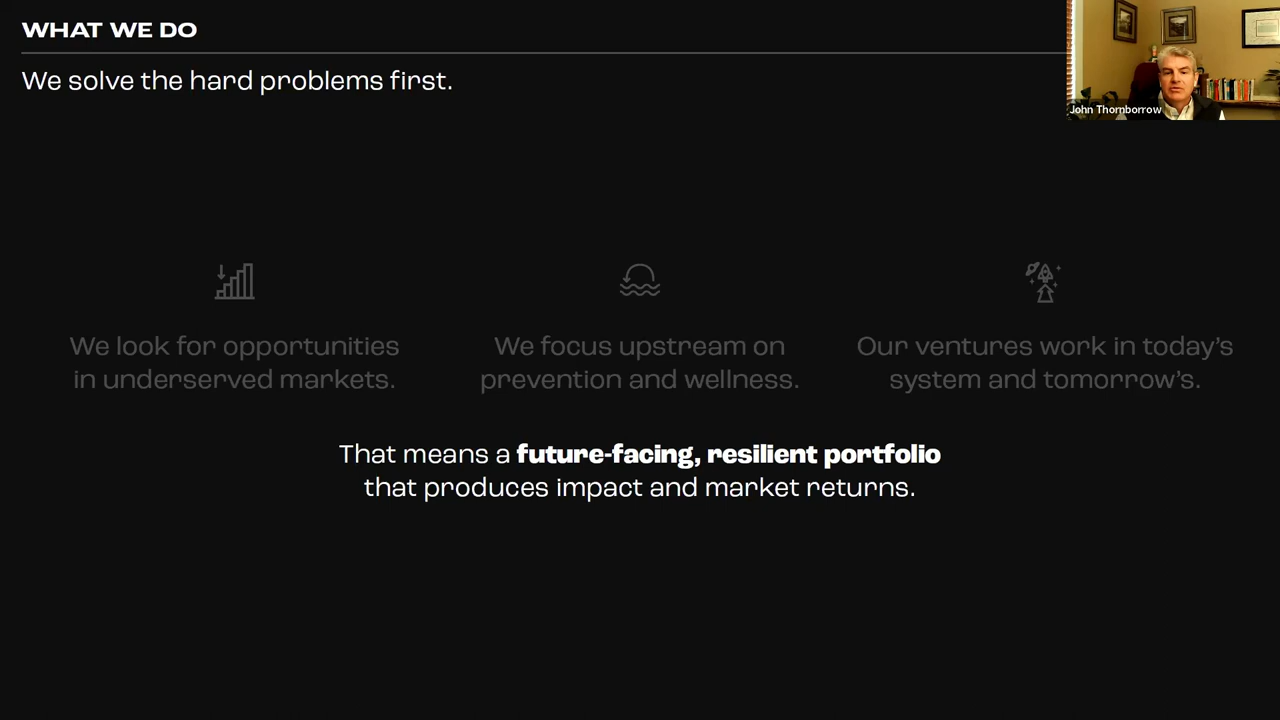 WHAT WE DO
We solve the hard problems first.
John Thornborrow
We look for opportunities
in underserved markets.
We focus upstream on
prevention and wellness.
Our ventures work in today's
system and tomorrow's.
That means a future-facing, resilient portfolio
that produces impact and market returns.